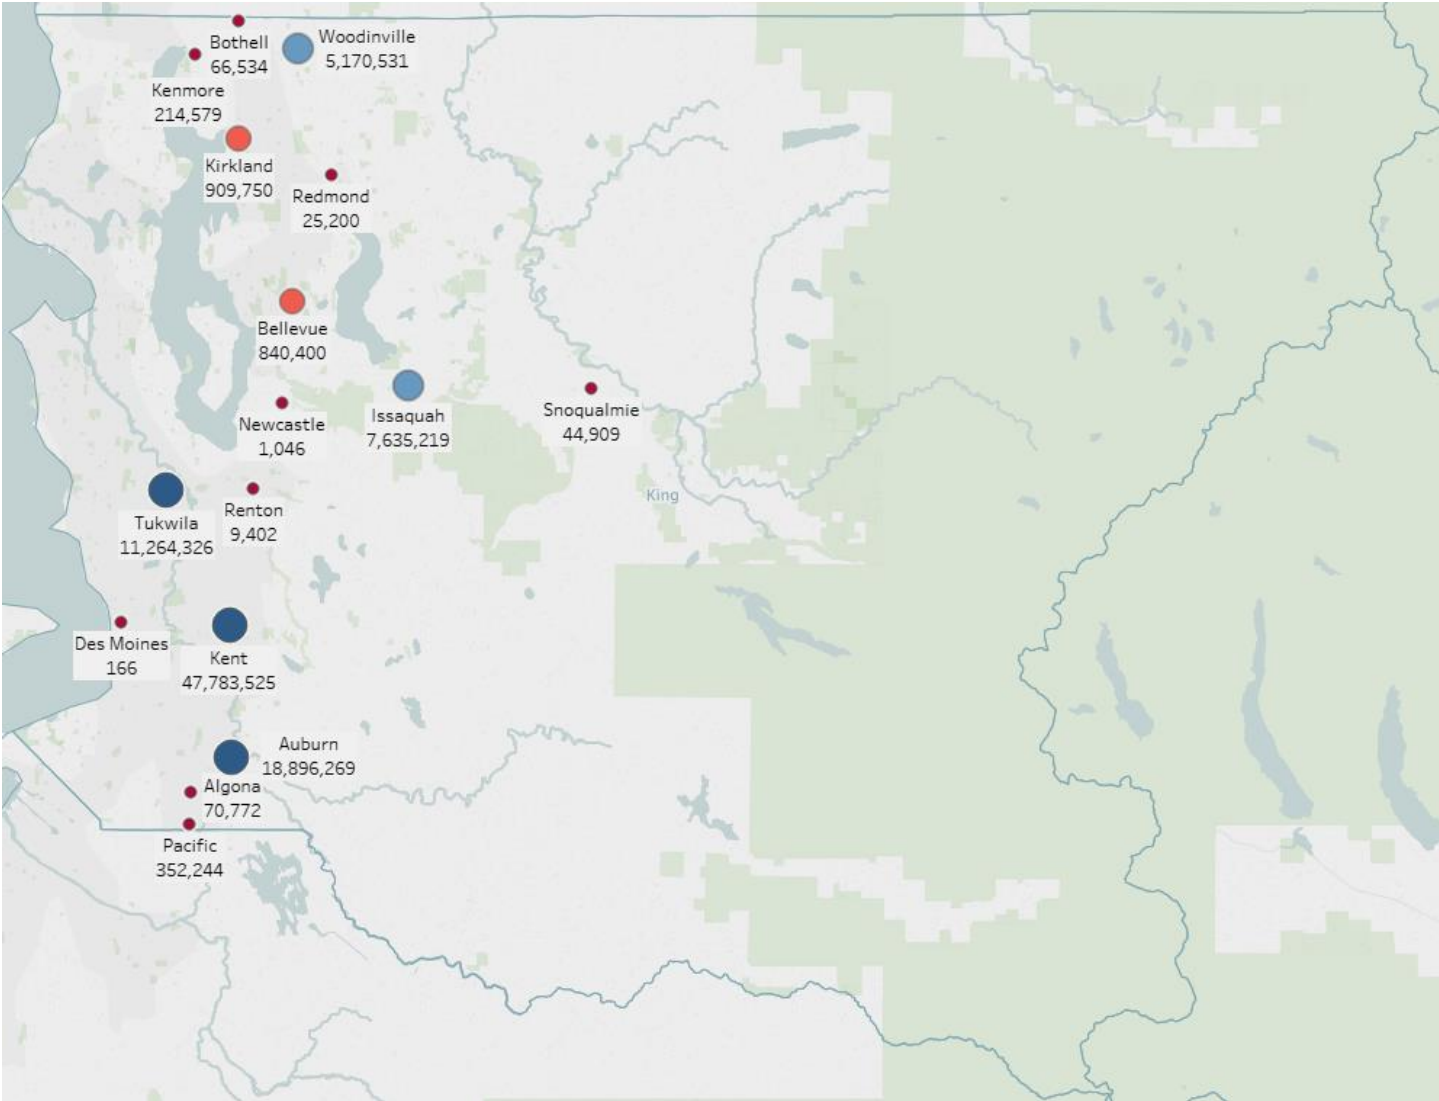 Bothell
66,534
Woodinville
5,170,531
Kenmore
214,579
Kirkland
909,750
Redmond
25,200
Bellevue
840,400
Issaquah
7,635,219
Snoqualmie
44,909
Newcastle
1,046
King
Tukwila
11,264,326
Renton
9,402
Des Moines
166
Kent
47,783,525
Auburn
18,896,269
Algona
70,772
Pacific
352,244